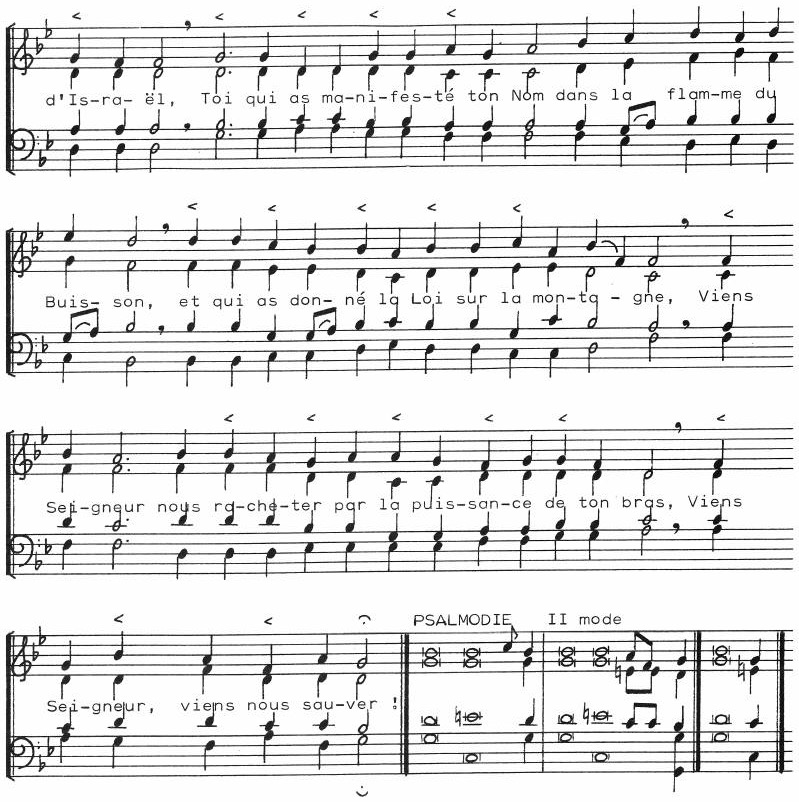 d'Is-ra- ël, Toi qui as ma-ni-fes-té ton Nom dans la flam-me du
Buis- son, et qui as don- né la Loi sur la mon-ta - gne, Viens
Sei-gneur nous ra-che-ter par la puis-san-ce de ton bras, Viens
PSALMODIE II mode
Sei-gneur, viens nous sau-ver !